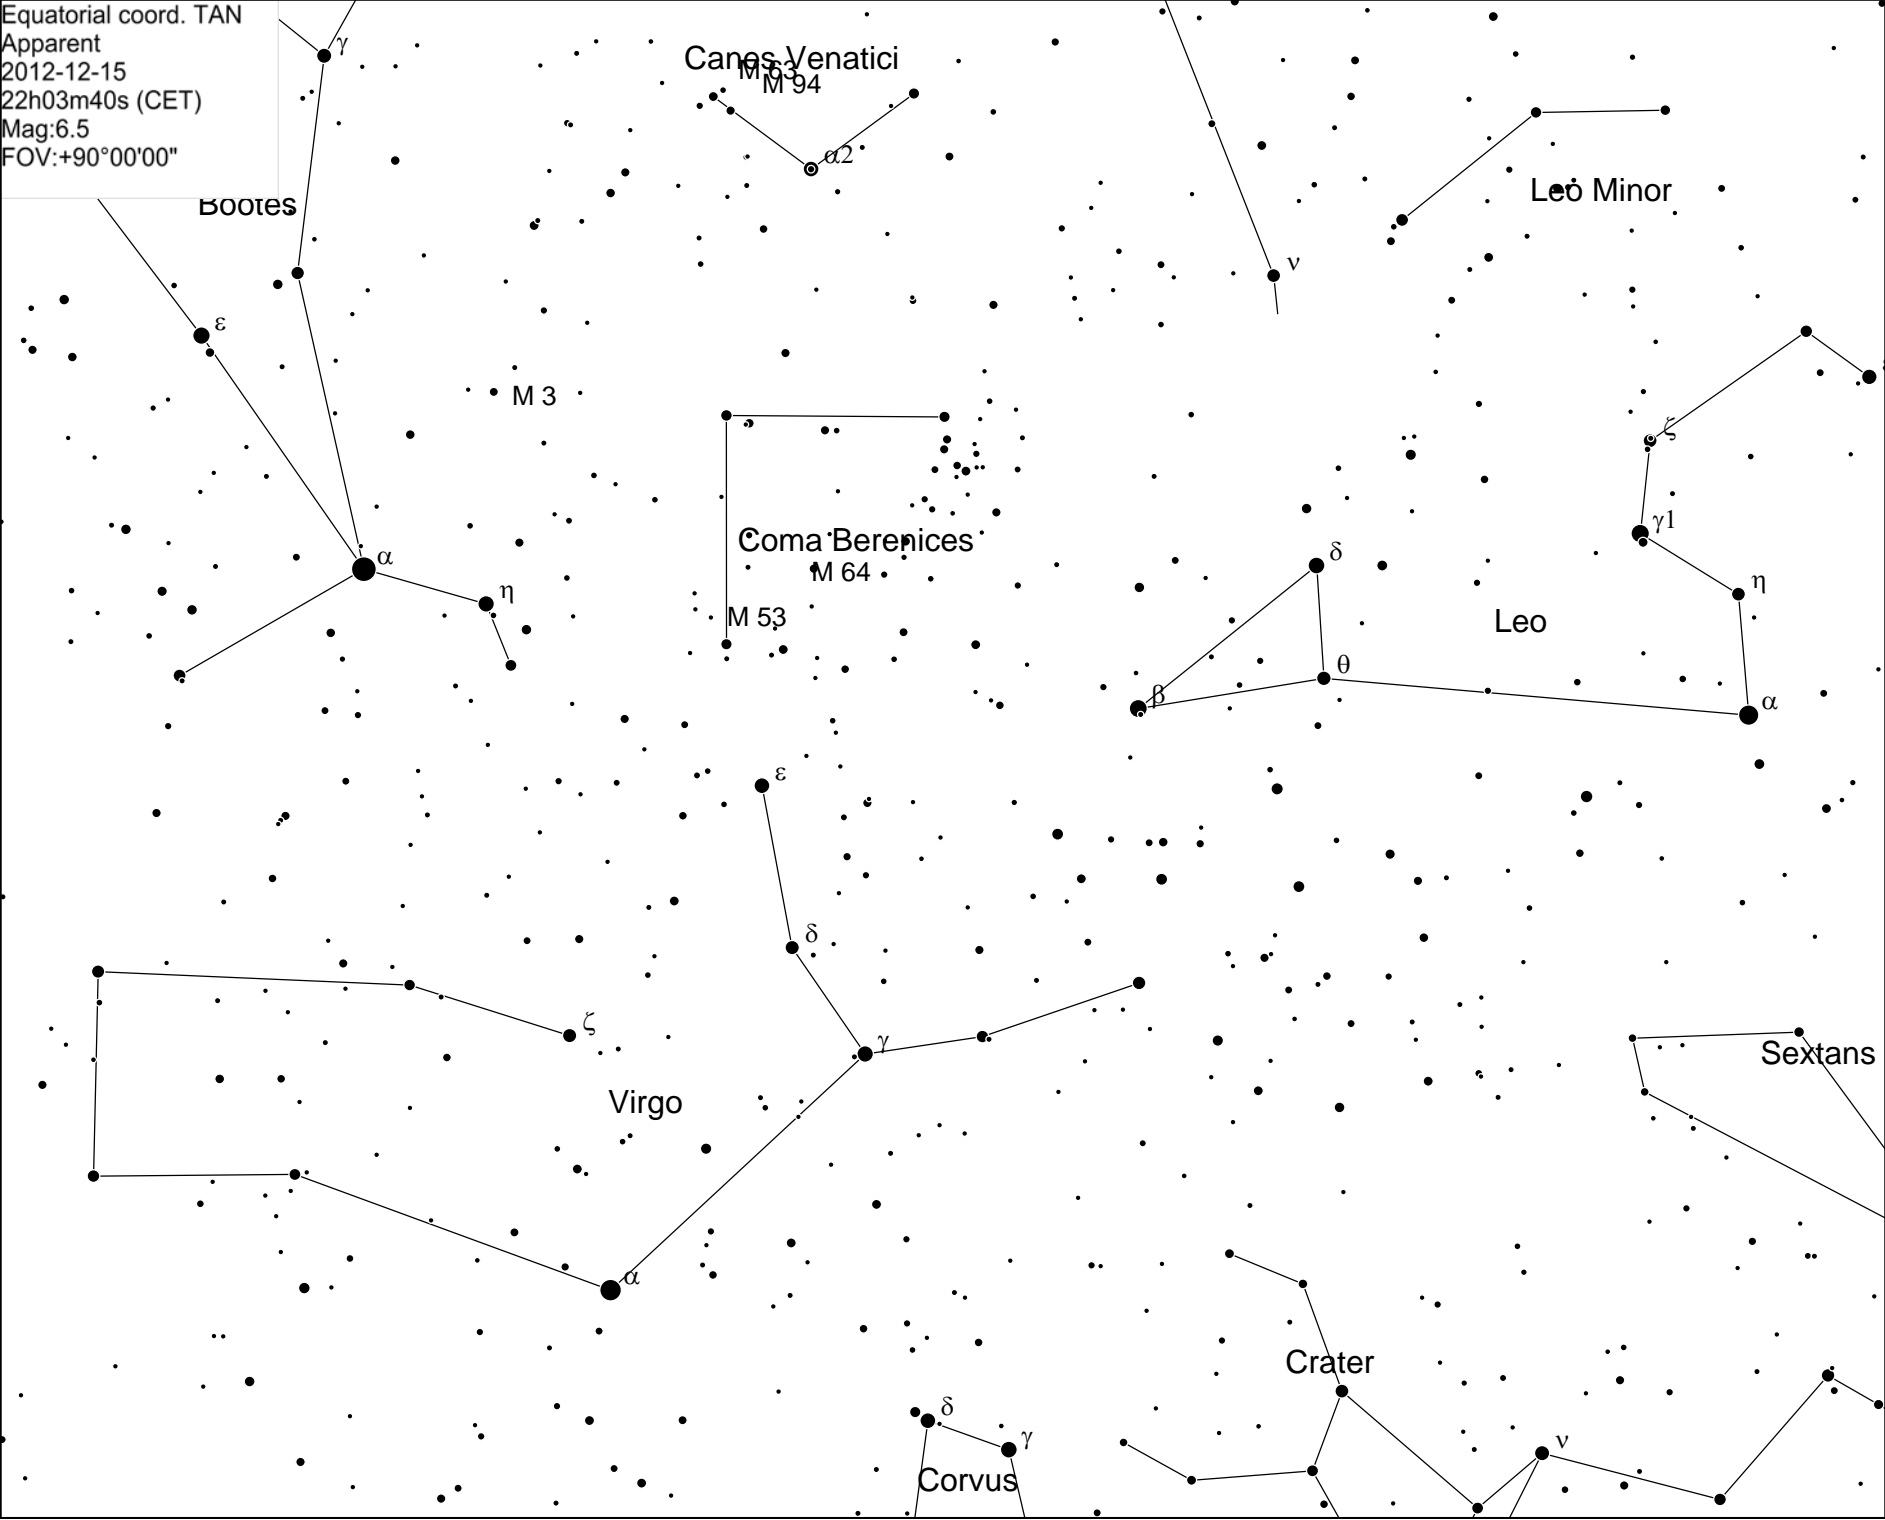 Equatorial coord. TAN
Apparent
2012-12-15
22h03m40s (CET)
Mag:6.5
FOV:+90°00'00"
γ
Canes Venatici
M 63
M 94
α2
Bootes
Leo Minor
ν
ε
M 3
ζ
γ1
Coma Berenices
M 64
α
η
δ
η
M 53
Leo
θ
β
α
ε
δ
ζ
γ
Sextans
Virgo
α
Crater
δ
γ
ν
Corvus